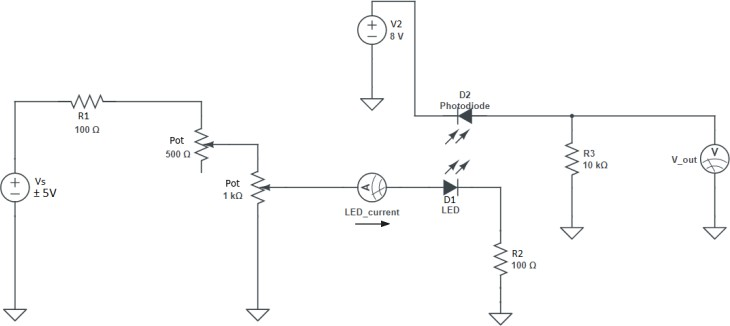 V2
8 V
D2
Photodiode
R1
100 Ω
Pot
500 Ω
R3
10 kΩ
V
V_out
Vs
± 5V
Pot
1 kΩ
A
LED_current
D1
LED
R2
100 Ω